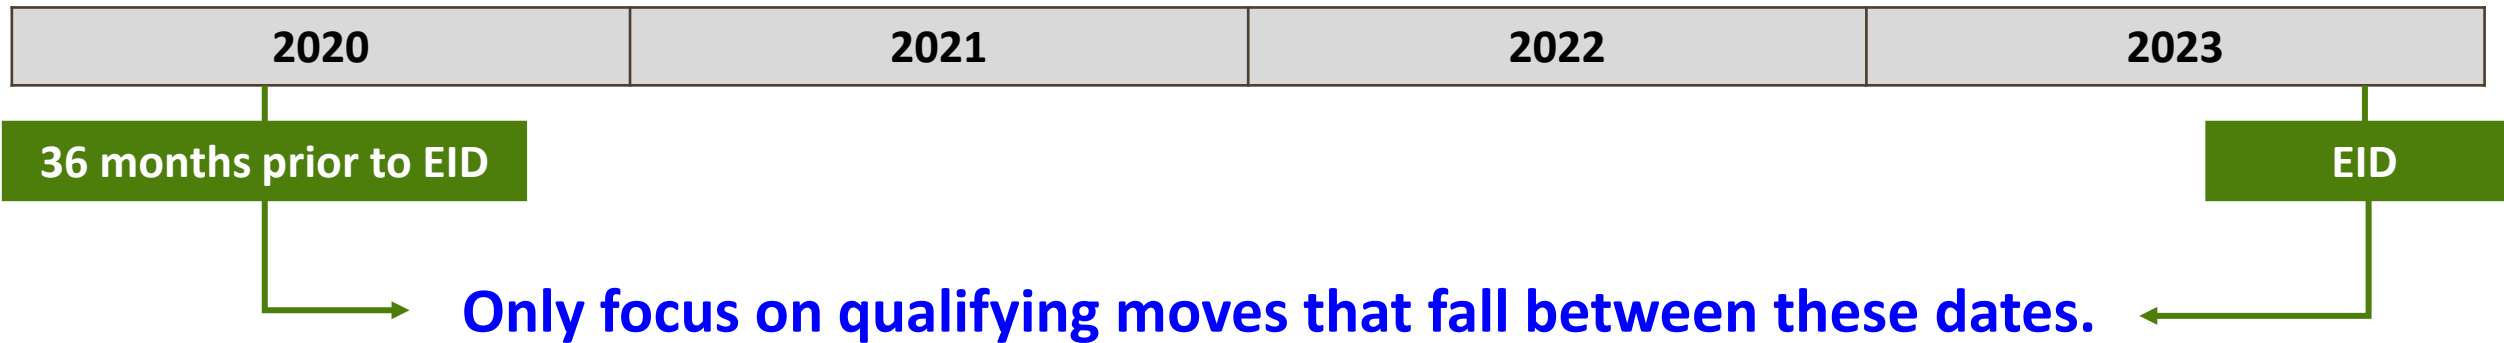 2020 2021 2022 2023
36 months prior to EID
EID
Only focus on qualifying moves that fall between these dates.